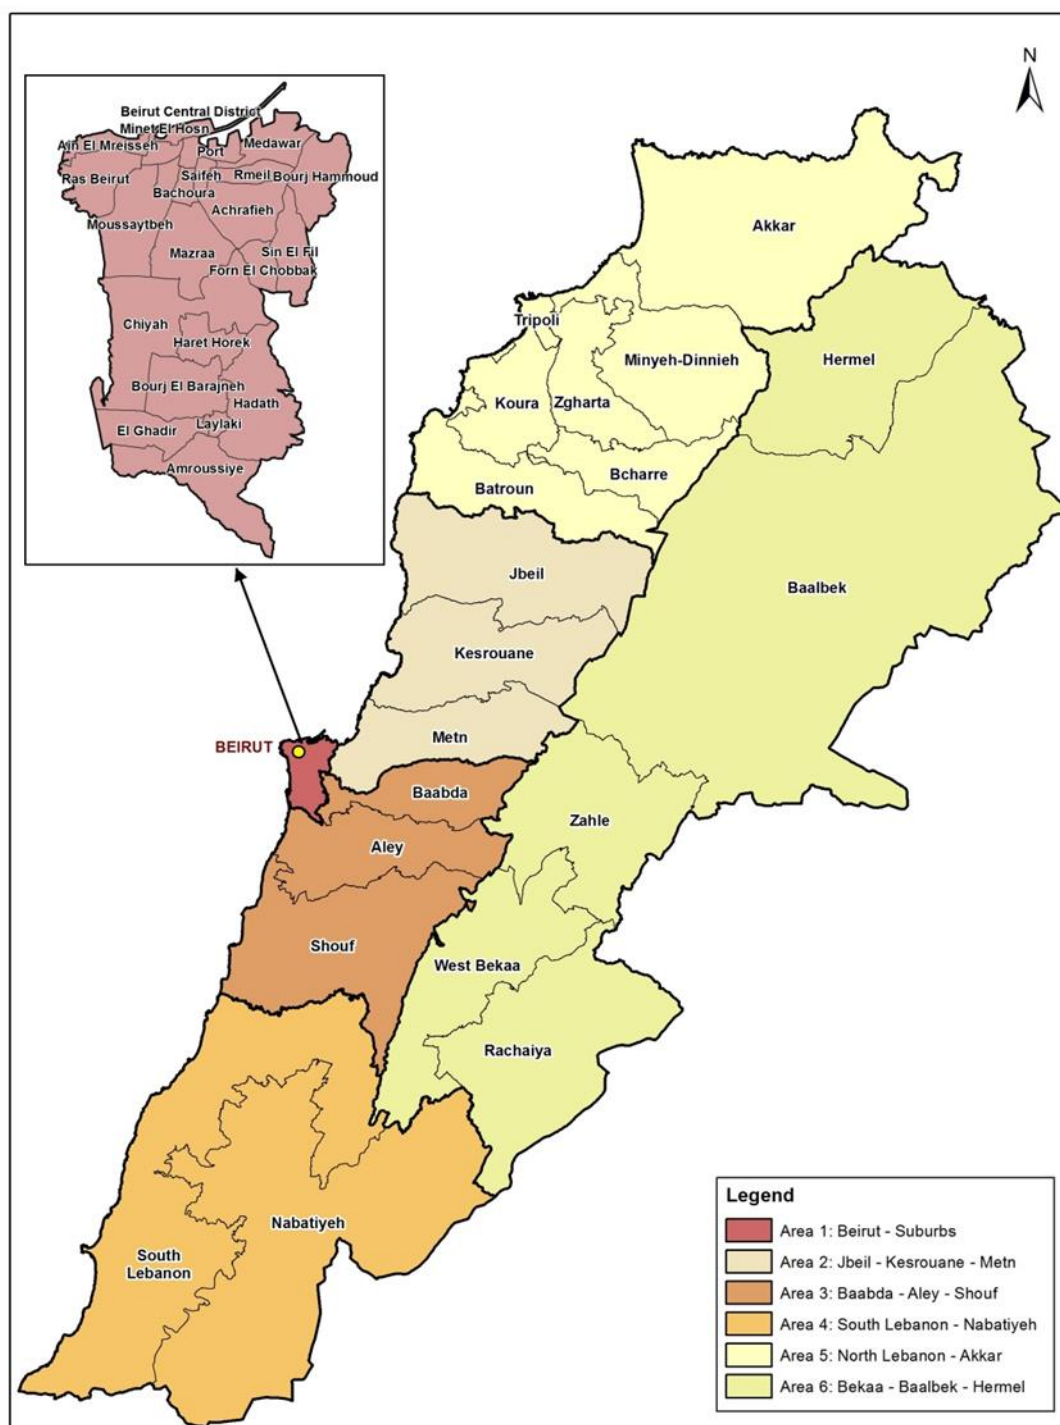 N
Beirut Central District
Minet El Hosn
Ain El Mreisseh
Port
Medawar
Ras Beirut
Saifeh
Rmeil
Bourj Hammoud
Bachoura
Achrafieh
Moussaytbeh
Mazraa
Sin El Fil
Forn El Chobbak
Chiyah
Haret Horek
Bourj El Barajneh
Hadath
El Ghadir
Laylaki
Amroussiye
Akkar
Tripoli
Minyeh-Dinnieh
Hermel
Koura
Zgharta
Bcharre
Batroun
Jbeil
Baalbek
Kesrouane
Metn
BEIRUT
Baabda
Zahle
Aley
Shouf
West Bekaa
Rachaiya
Nabatiyeh
South
Lebanon
Legend
Area 1: Beirut - Suburbs
Area 2: Jbeil - Kesrouane - Metn
Area 3: Baabda - Aley - Shouf
Area 4: South Lebanon - Nabatiyeh
Area 5: North Lebanon - Akkar
Area 6: Bekaa - Baalbek - Hermel